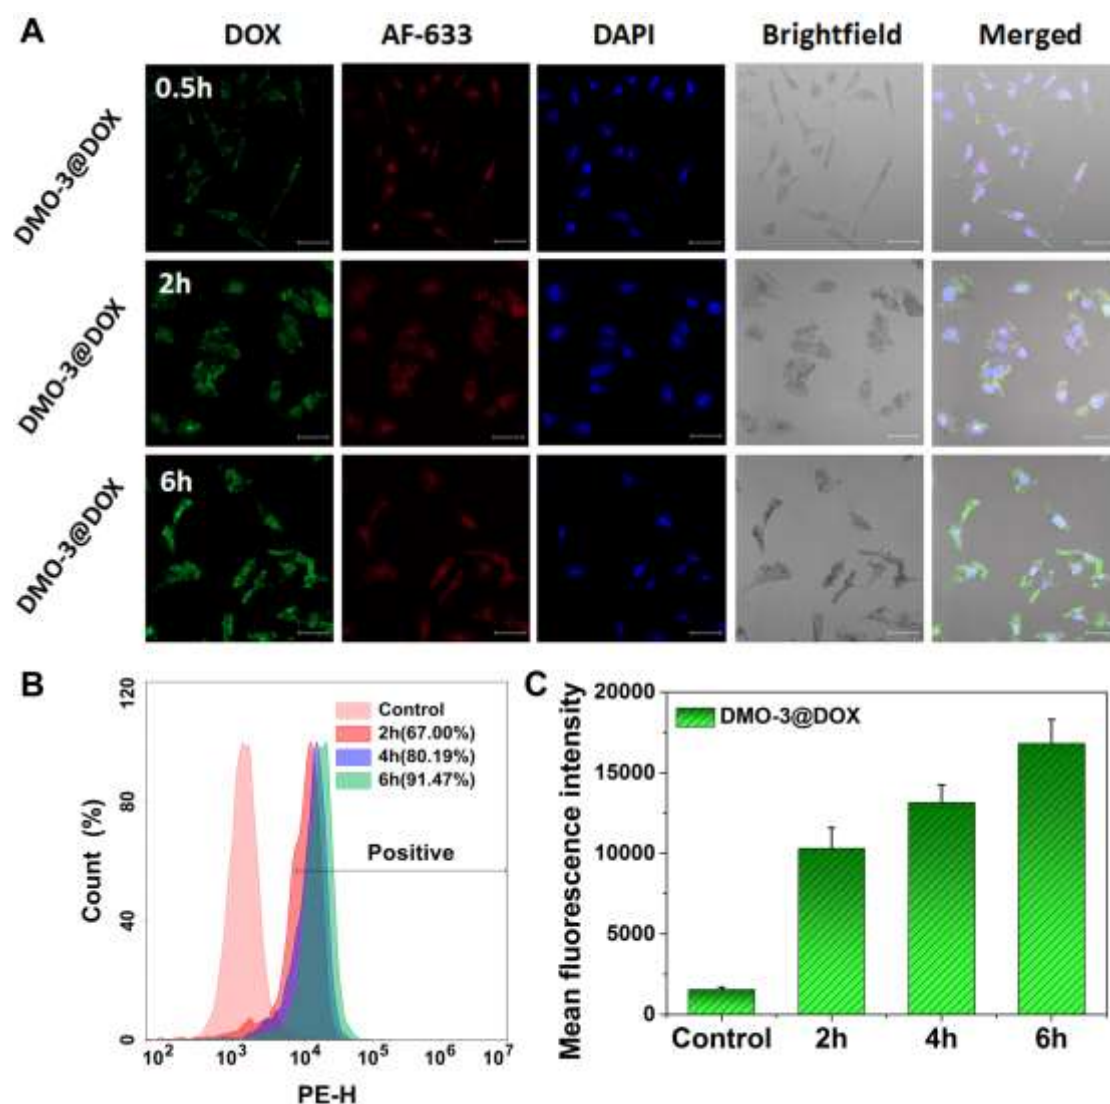 A
DOX AF-633 DAPI Brightfield Merged
DMO-3@DOX
0.5h
DMO-3@DOX
2h
DMO-3@DOX
6h
B
120
80
40
0
Count (%)
Control
2h(67.00%)
4h(80.19%)
6h(91.47%)
Positive
10² 10³ 10⁴ 10⁵ 10⁶ 10⁷
PE-H
C
Mean fluorescence intensity
20000
15000
10000
5000
0
DMO-3@DOX
Control 2h 4h 6h